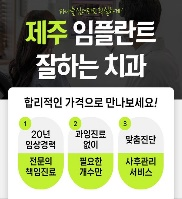 제주 임플란트
잘하는 치과
합리적인 가격으로 만나보세요!
1
20년
임상경력
전문의
책임진료
2
과잉진료
없이
필요한
개수만
3
맞춤진단
사후관리
서비스